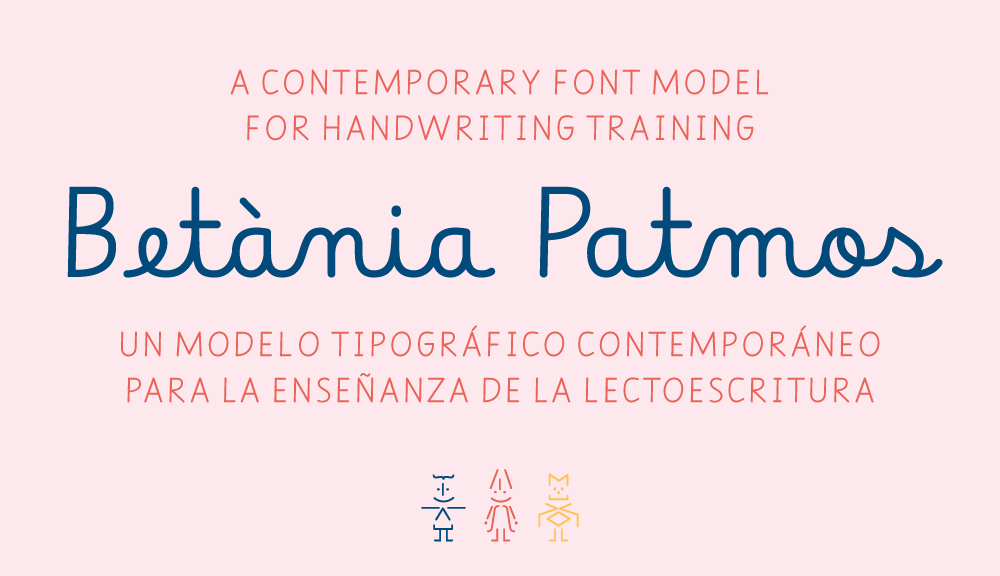 A CONTEMPORARY FONT MODEL
FOR HANDWRITING TRAINING
Betània Patmos
UN MODELO TIPOGRÁFICO CONTEMPORÁNEO
PARA LA ENSEÑANZA DE LA LECTOESCRITURA